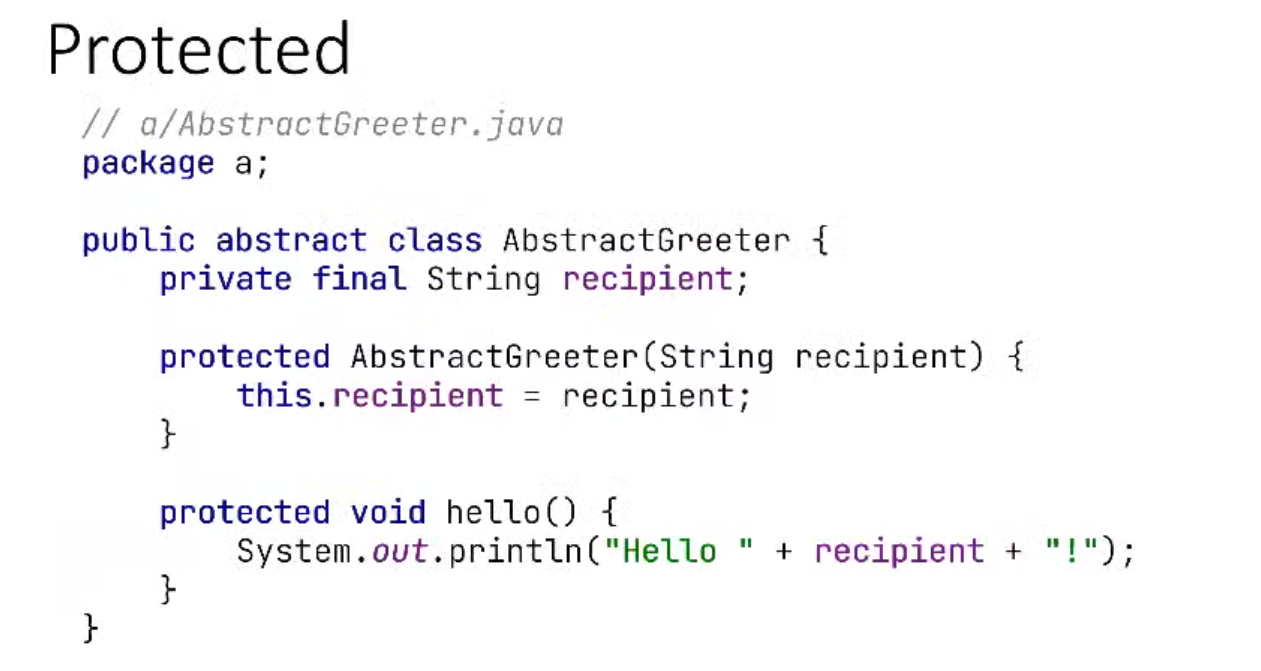 Protected
// a/AbstractGreeter.java
package a;
public abstract class AbstractGreeter {
private final String recipient;
protected AbstractGreeter(String recipient) {
this.recipient = recipient;
}
protected void hello() {
System.out.println("Hello " + recipient + "!");
}
}